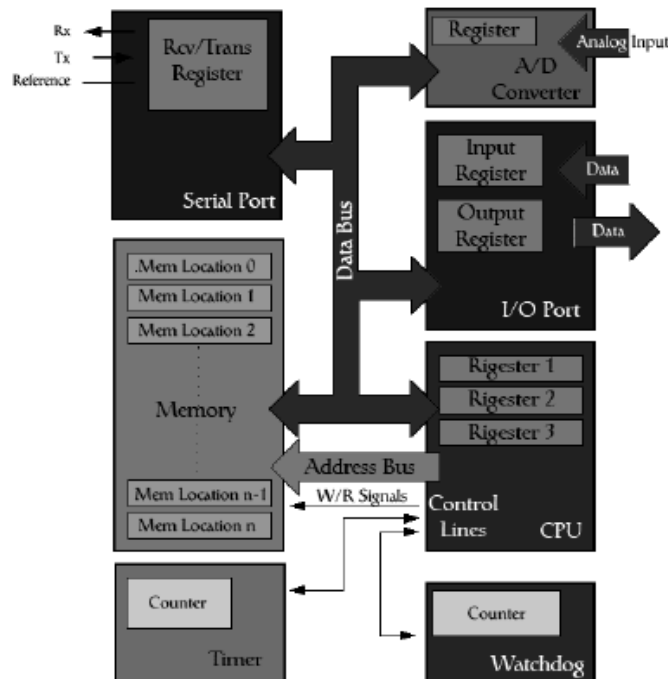 Rx
Tx
Reference
Rcv/Trans
Register
Serial Port
Register
A/D
Converter
Analog Input
Input
Register
Output
Register
Data
Data
I/O Port
Data Bus
.Mem Location 0
Mem Location 1
Mem Location 2
Memory
Mem Location n-1
Mem Location n
Rigester 1
Rigester 2
Rigester 3
Address Bus
W/R Signals
Control
Lines
CPU
Counter
Timer
Counter
Watchdog